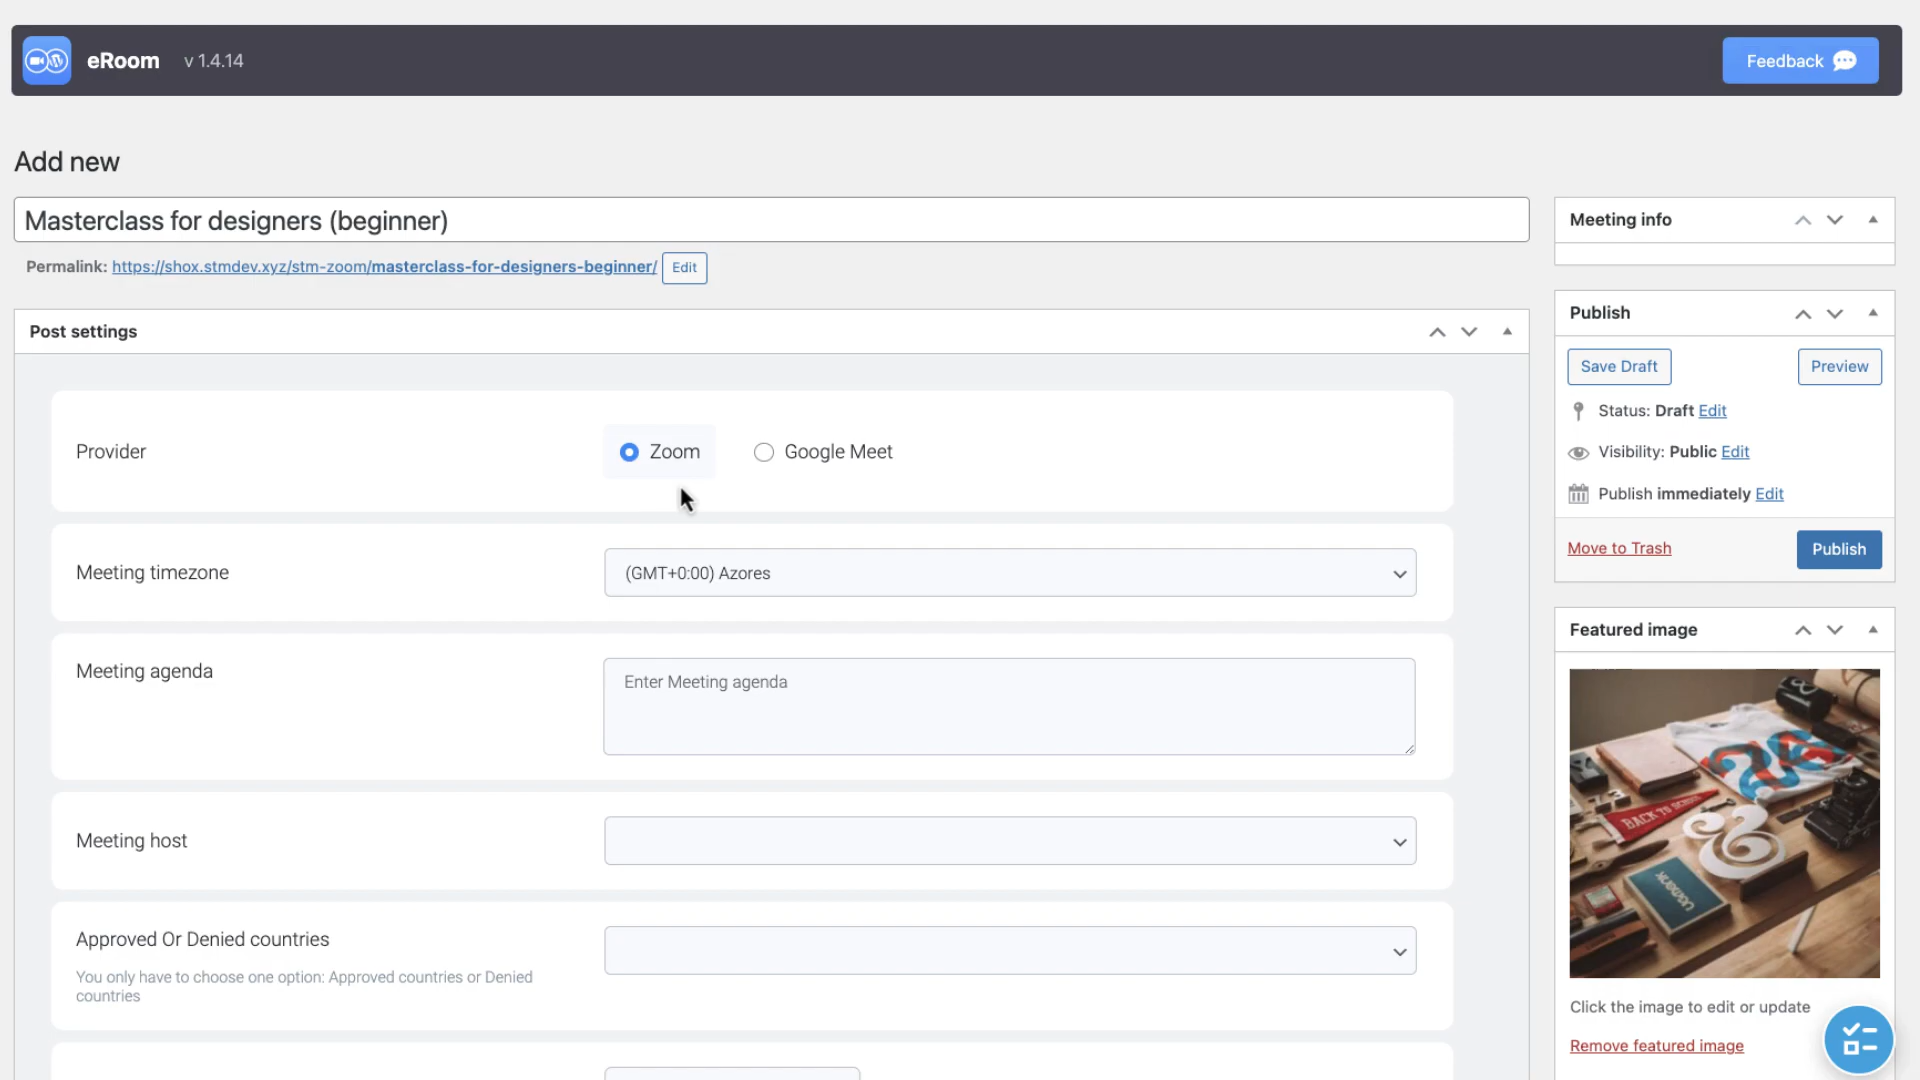 eRoom v 1.4.14
Feedback
Add new
Masterclass for designers (beginner)
Permalink: https://shox.stmdev.xyz/stm-zoom/masterclass-for-designers-beginner/ Edit
Post settings
Provider
Zoom
Google Meet
Meeting timezone
(GMT+0:00) Azores
Meeting agenda
Enter Meeting agenda
Meeting host
Approved Or Denied countries
You only have to choose one option: Approved countries or Denied
countries
Meeting info
Publish
Save Draft
Preview
Status: Draft Edit
Visibility: Public Edit
Publish immediately Edit
Move to Trash
Publish
Featured image
BACK TO SCHOOL
&
Click the image to edit or update
Remove featured image